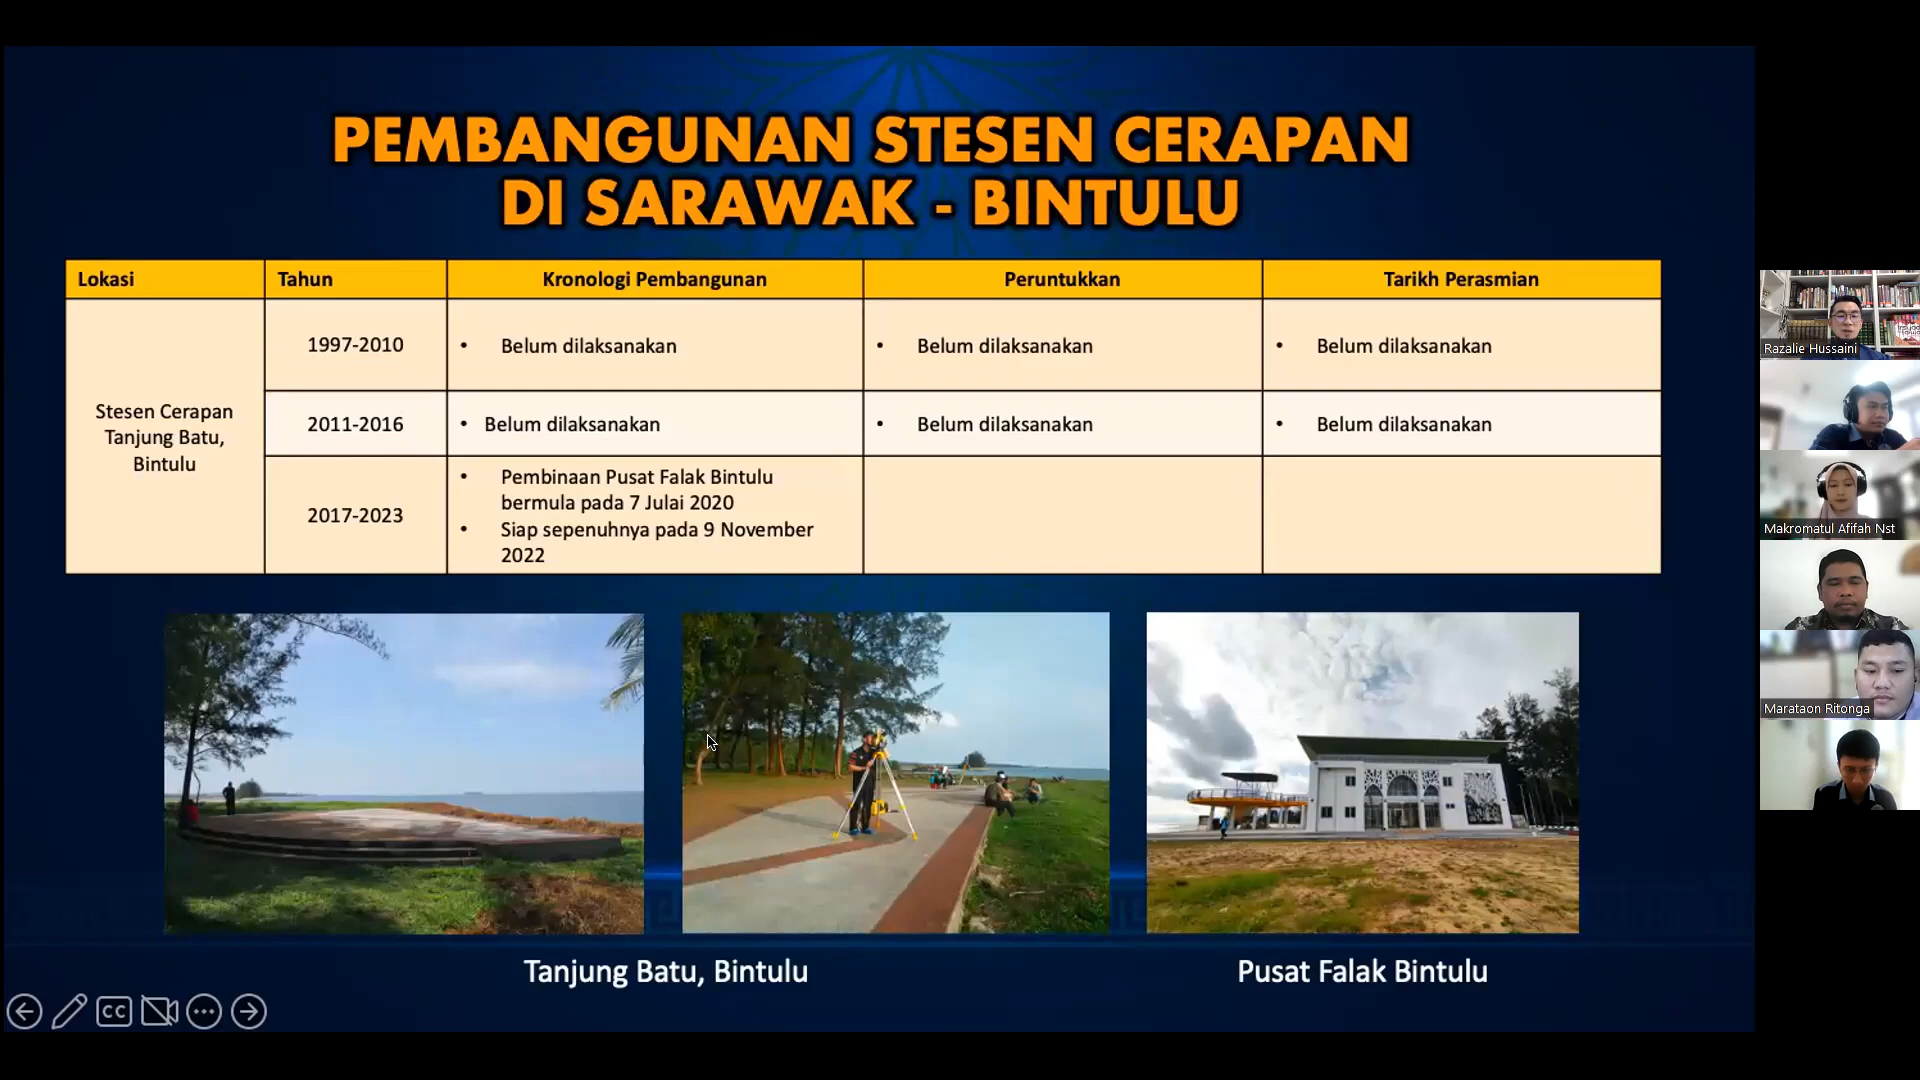 PEMBANGUNAN STESEN CERAPAN
DI SARAWAK - BINTULU
Lokasi
Tahun
Kronologi Pembangunan
Peruntukkan
Tarikh Perasmian
Stesen Cerapan
Tanjung Batu,
Bintulu
1997-2010
• Belum dilaksanakan
• Belum dilaksanakan
• Belum dilaksanakan
2011-2016
• Belum dilaksanakan
• Belum dilaksanakan
• Belum dilaksanakan
2017-2023
• Pembinaan Pusat Falak Bintulu
bermula pada 7 Julai 2020
• Siap sepenuhnya pada 9 November
2022
Tanjung Batu, Bintulu
Pusat Falak Bintulu
CC
Razalie Hussaini
Makromatul Afifah Nst
Marataon Ritonga